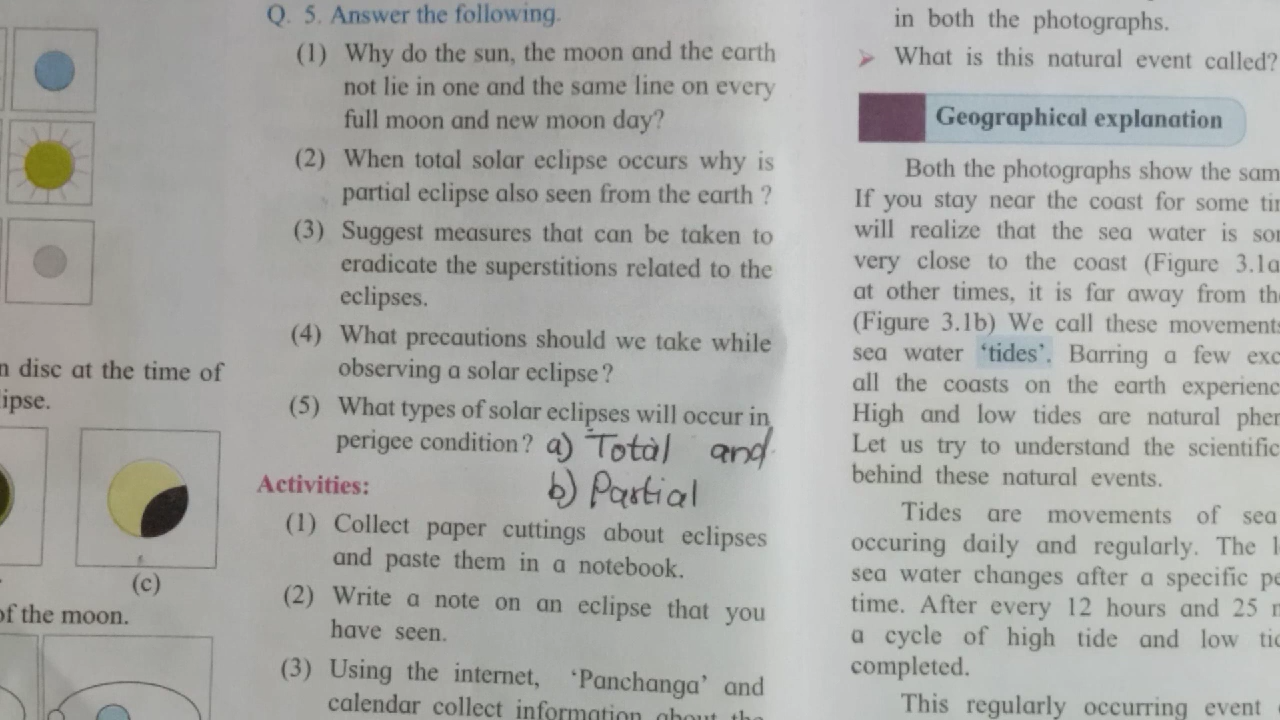 n disc at the time of
ipse.
(c)
of the moon.
Q. 5. Answer the following.
(1) Why do the sun, the moon and the earth
not lie in one and the same line on every
full moon and new moon day?
(2) When total solar eclipse occurs why is
partial eclipse also seen from the earth ?
(3) Suggest measures that can be taken to
eradicate the superstitions related to the
eclipses.
(4) What precautions should we take while
observing a solar eclipse?
(5) What types of solar eclipses will occur in
perigee condition? a) Total and
b) Partial
Activities:
(1) Collect paper cuttings about eclipses
and paste them in a notebook.
(2) Write a note on an eclipse that you
have seen.
(3) Using the internet, ‘Panchanga’ and
calendar collect information about the
in both the photographs.
➤ What is this natural event called?
Geographical explanation
Both the photographs show the sam
If you stay near the coast for some
will realize that the sea water is
very close to the coast (Figure 3.1a
at other times, it is far away from
(Figure 3.1b) We call these movements
sea water ‘tides’. Barring a few
all the coasts on the earth
High and low tides are natural
Let us try to understand the scientific
behind these natural events.
Tides are movements of sea
occuring daily and regularly. The
sea water changes after a specific
time. After every 12 hours and 25
a cycle of high tide and low
completed.
This regularly occurring event